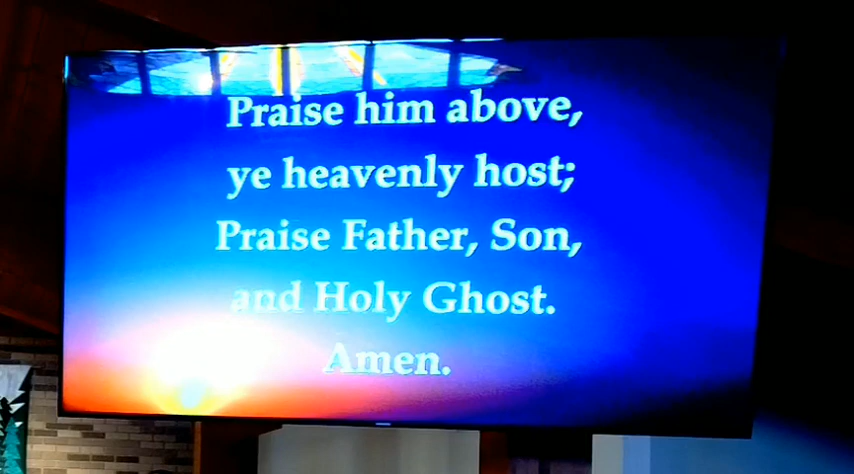 Praise him above,
ye heavenly host;
Praise Father, Son,
and Holy Ghost.
Amen.